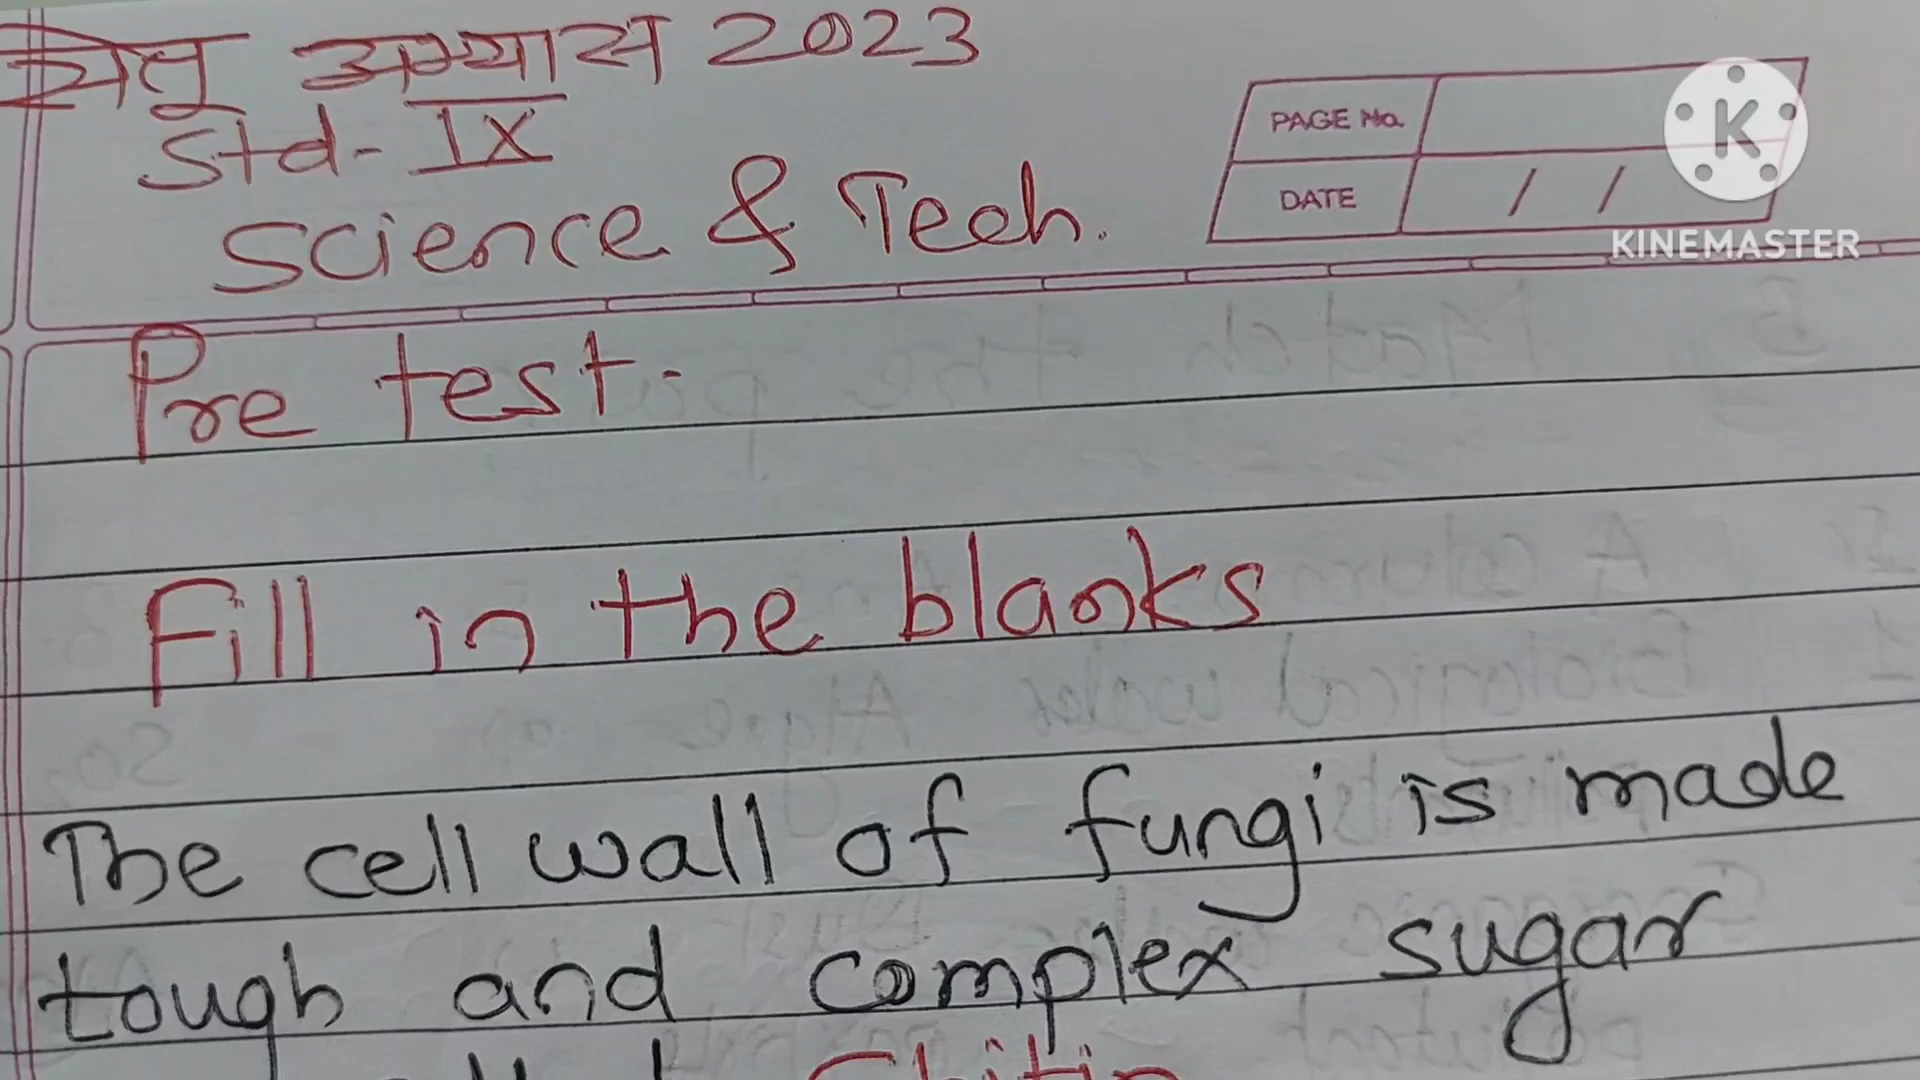 सेतू अभ्यास 2023
Std- IX
PAGE No.
DATE / /
Science & Tech.
KINEMASTER
Pre test.
Fill in the blanks
The cell wall of fungi is made
tough and complex sugar
Chitin